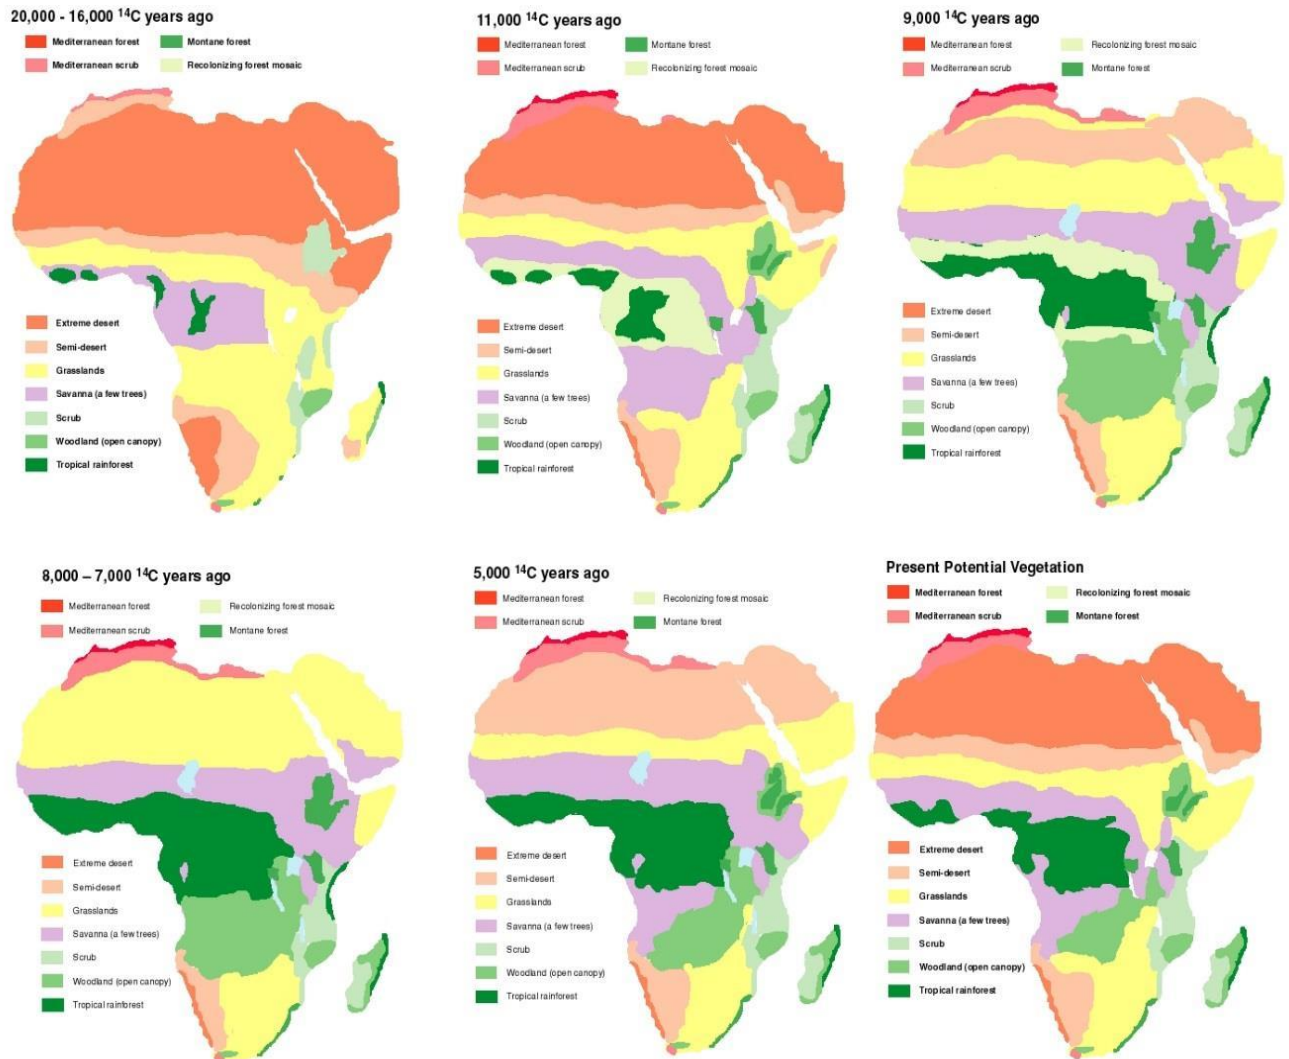 20,000 - 16,000 ¹⁴C years ago
Mediterranean forest
Montane forest
Mediterranean scrub
Recolonizing forest mosaic
Extreme desert
Semi-desert
Grasslands
Savanna (a few trees)
Scrub
Woodland (open canopy)
Tropical rainforest
11,000 ¹⁴C years ago
Mediterranean forest
Montane forest
Mediterranean scrub
Recolonizing forest mosaic
Extreme desert
Semi-desert
Grasslands
Savanna (a few trees)
Scrub
Woodland (open canopy)
Tropical rainforest
9,000 ¹⁴C years ago
Mediterranean forest
Recolonizing forest mosaic
Mediterranean scrub
Montane forest
Extreme desert
Semi-desert
Grasslands
Savanna (a few trees)
Scrub
Woodland (open canopy)
Tropical rainforest
8,000 – 7,000 ¹⁴C years ago
Mediterranean forest
Recolonizing forest mosaic
Mediterranean scrub
Montane forest
Extreme desert
Semi-desert
Grasslands
Savanna (a few trees)
Scrub
Woodland (open canopy)
Tropical rainforest
5,000 ¹⁴C years ago
Mediterranean forest
Recolonizing forest mosaic
Mediterranean scrub
Montane forest
Extreme desert
Semi-desert
Grasslands
Savanna (a few trees)
Scrub
Woodland (open canopy)
Tropical rainforest
Present Potential Vegetation
Mediterranean forest
Recolonizing forest mosaic
Mediterranean scrub
Montane forest
Extreme desert
Semi-desert
Grasslands
Savanna (a few trees)
Scrub
Woodland (open canopy)
Tropical rainforest